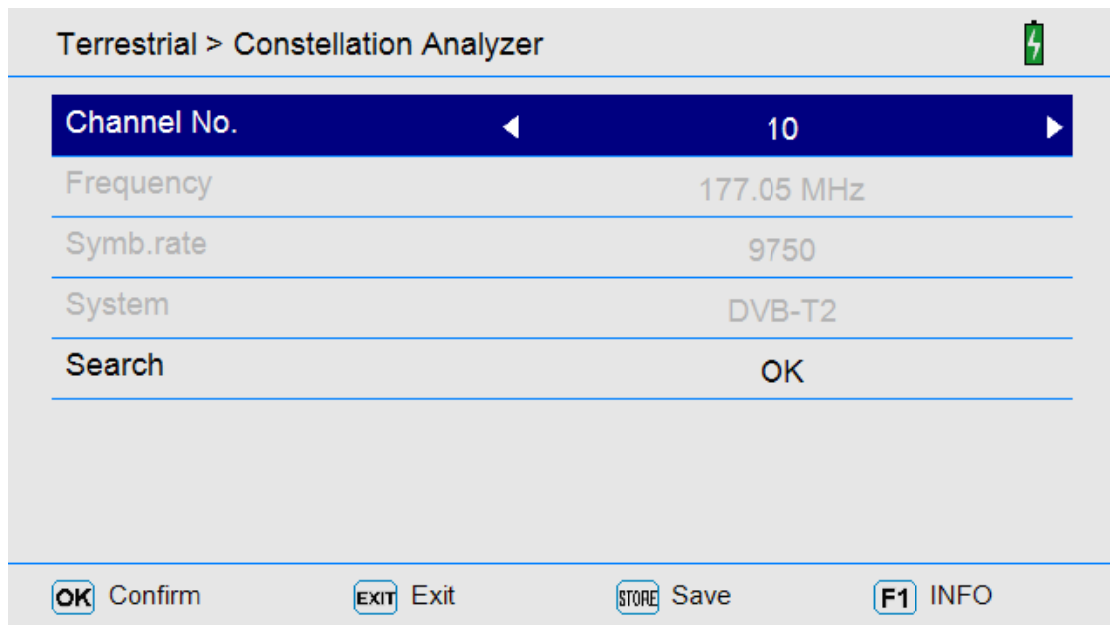 Terrestrial > Constellation Analyzer
Channel No. 10
Frequency 177.05 MHz
Symb.rate 9750
System DVB-T2
Search OK
OK Confirm EXIT Exit STORE Save F1 INFO